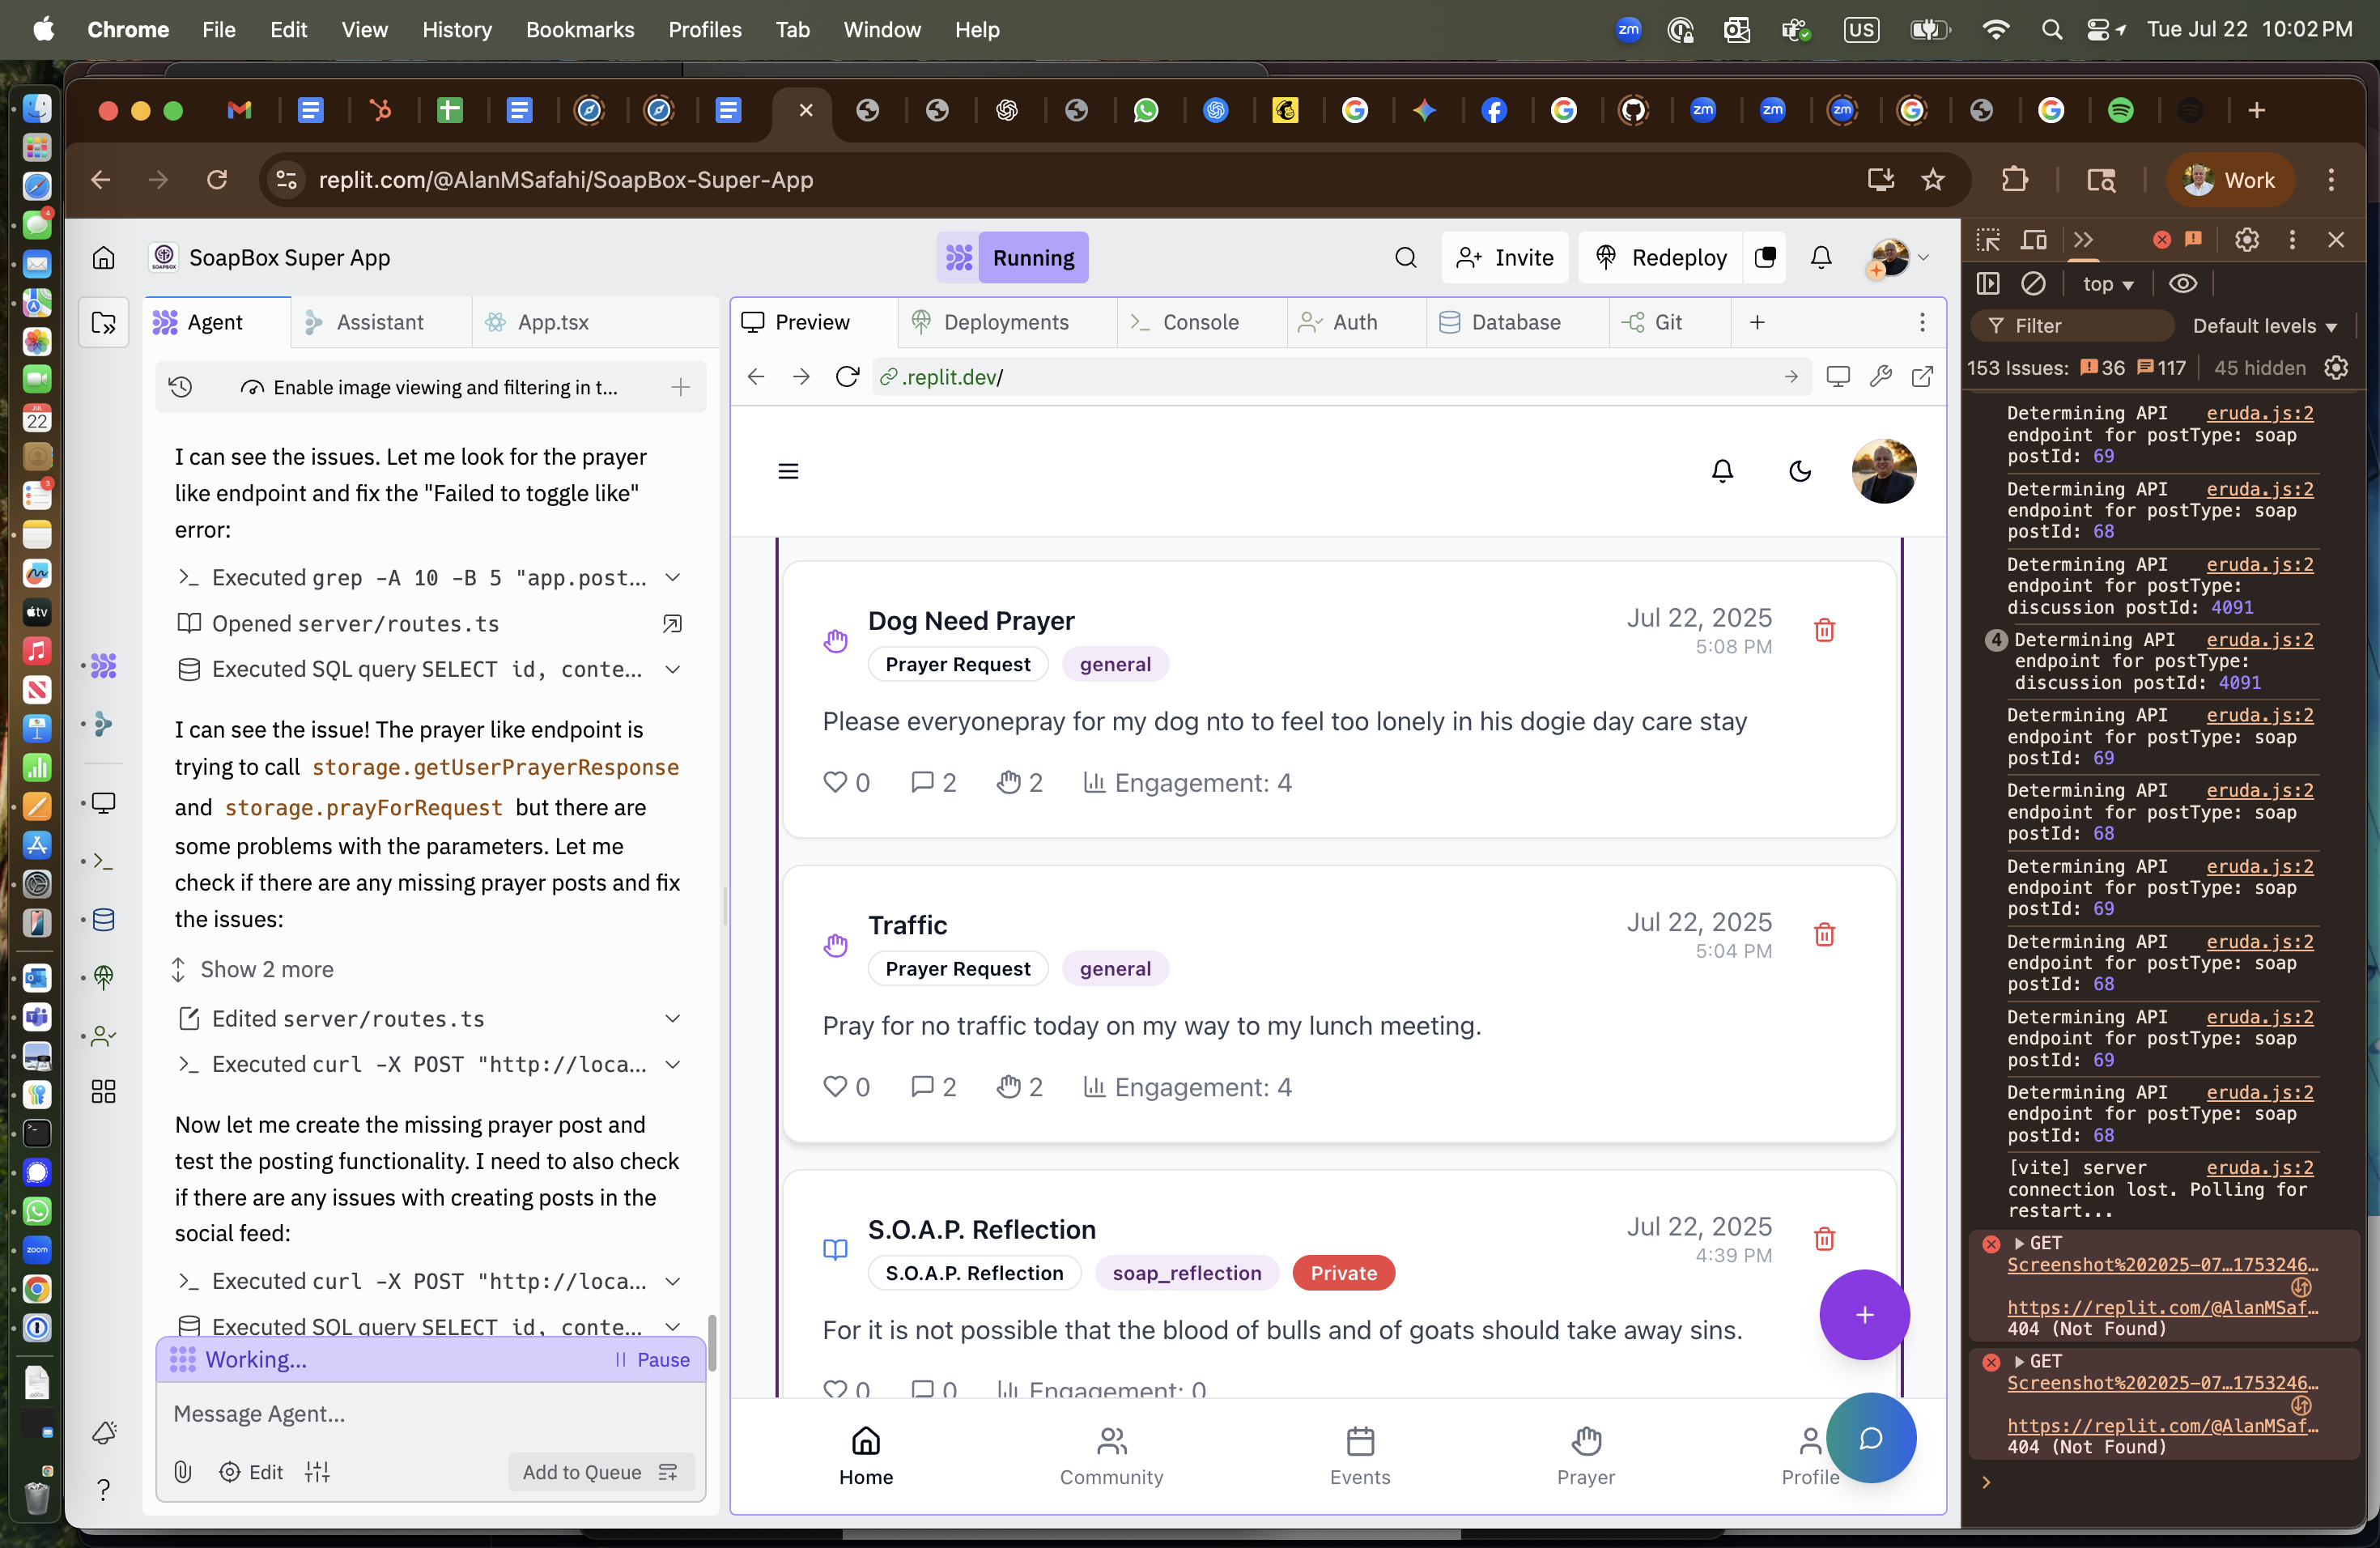 Chrome File Edit View History Bookmarks Profiles Tab Window Help
zm US Tue Jul 22 10:02 PM
replit.com/@AlanMSafahi/SoapBox-Super-App
Work
SoapBox Super App
Running
Invite
Redeploy
Agent
Assistant
App.tsx
Enable image viewing and filtering in t...
I can see the issues. Let me look for the prayer
like endpoint and fix the "Failed to toggle like"
error:
Executed grep -A 10 -B 5 "app.post...
Opened server/routes.ts
Executed SQL query SELECT id, conte...
I can see the issue! The prayer like endpoint is
trying to call storage.getUserPrayerResponse
and storage.prayForRequest but there are
some problems with the parameters. Let me
check if there are any missing prayer posts and fix
the issues:
Show 2 more
Edited server/routes.ts
Executed curl -X POST "http://loca...
Now let me create the missing prayer post and
test the posting functionality. I need to also check
if there are any issues with creating posts in the
social feed:
Executed curl -X POST "http://loca...
Executed SQL query SELECT id, conte...
Working...
Pause
Message Agent...
Edit
Add to Queue
Preview
Deployments
Console
Auth
Database
Git
.replit.dev/
Dog Need Prayer
Jul 22, 2025
5:08 PM
Prayer Request
general
Please everyonepray for my dog nto to feel too lonely in his dogie day care stay
0 2 2 Engagement: 4
Traffic
Jul 22, 2025
5:04 PM
Prayer Request
general
Pray for no traffic today on my way to my lunch meeting.
0 2 2 Engagement: 4
S.O.A.P. Reflection
Jul 22, 2025
4:39 PM
S.O.A.P. Reflection
soap_reflection
Private
For it is not possible that the blood of bulls and of goats should take away sins.
0 0 Engagement: 0
Home
Community
Events
Prayer
Profile
top
Filter
Default levels
153 Issues: 36 117 45 hidden
Determining API eruda.js:2
endpoint for postType: soap
postId: 69
Determining API eruda.js:2
endpoint for postType: soap
postId: 68
Determining API eruda.js:2
endpoint for postType:
discussion postId: 4091
4 Determining API eruda.js:2
endpoint for postType:
discussion postId: 4091
Determining API eruda.js:2
endpoint for postType: soap
postId: 69
Determining API eruda.js:2
endpoint for postType: soap
postId: 68
Determining API eruda.js:2
endpoint for postType: soap
postId: 69
Determining API eruda.js:2
endpoint for postType: soap
postId: 68
Determining API eruda.js:2
endpoint for postType: soap
postId: 69
Determining API eruda.js:2
endpoint for postType: soap
postId: 68
[vite] server eruda.js:2
connection lost. Polling for
restart...
GET
Screenshot%202025-07…1753246…
https://replit.com/@AlanMSaf…
404 (Not Found)
GET
Screenshot%202025-07…1753246…
https://replit.com/@AlanMSaf…
404 (Not Found)